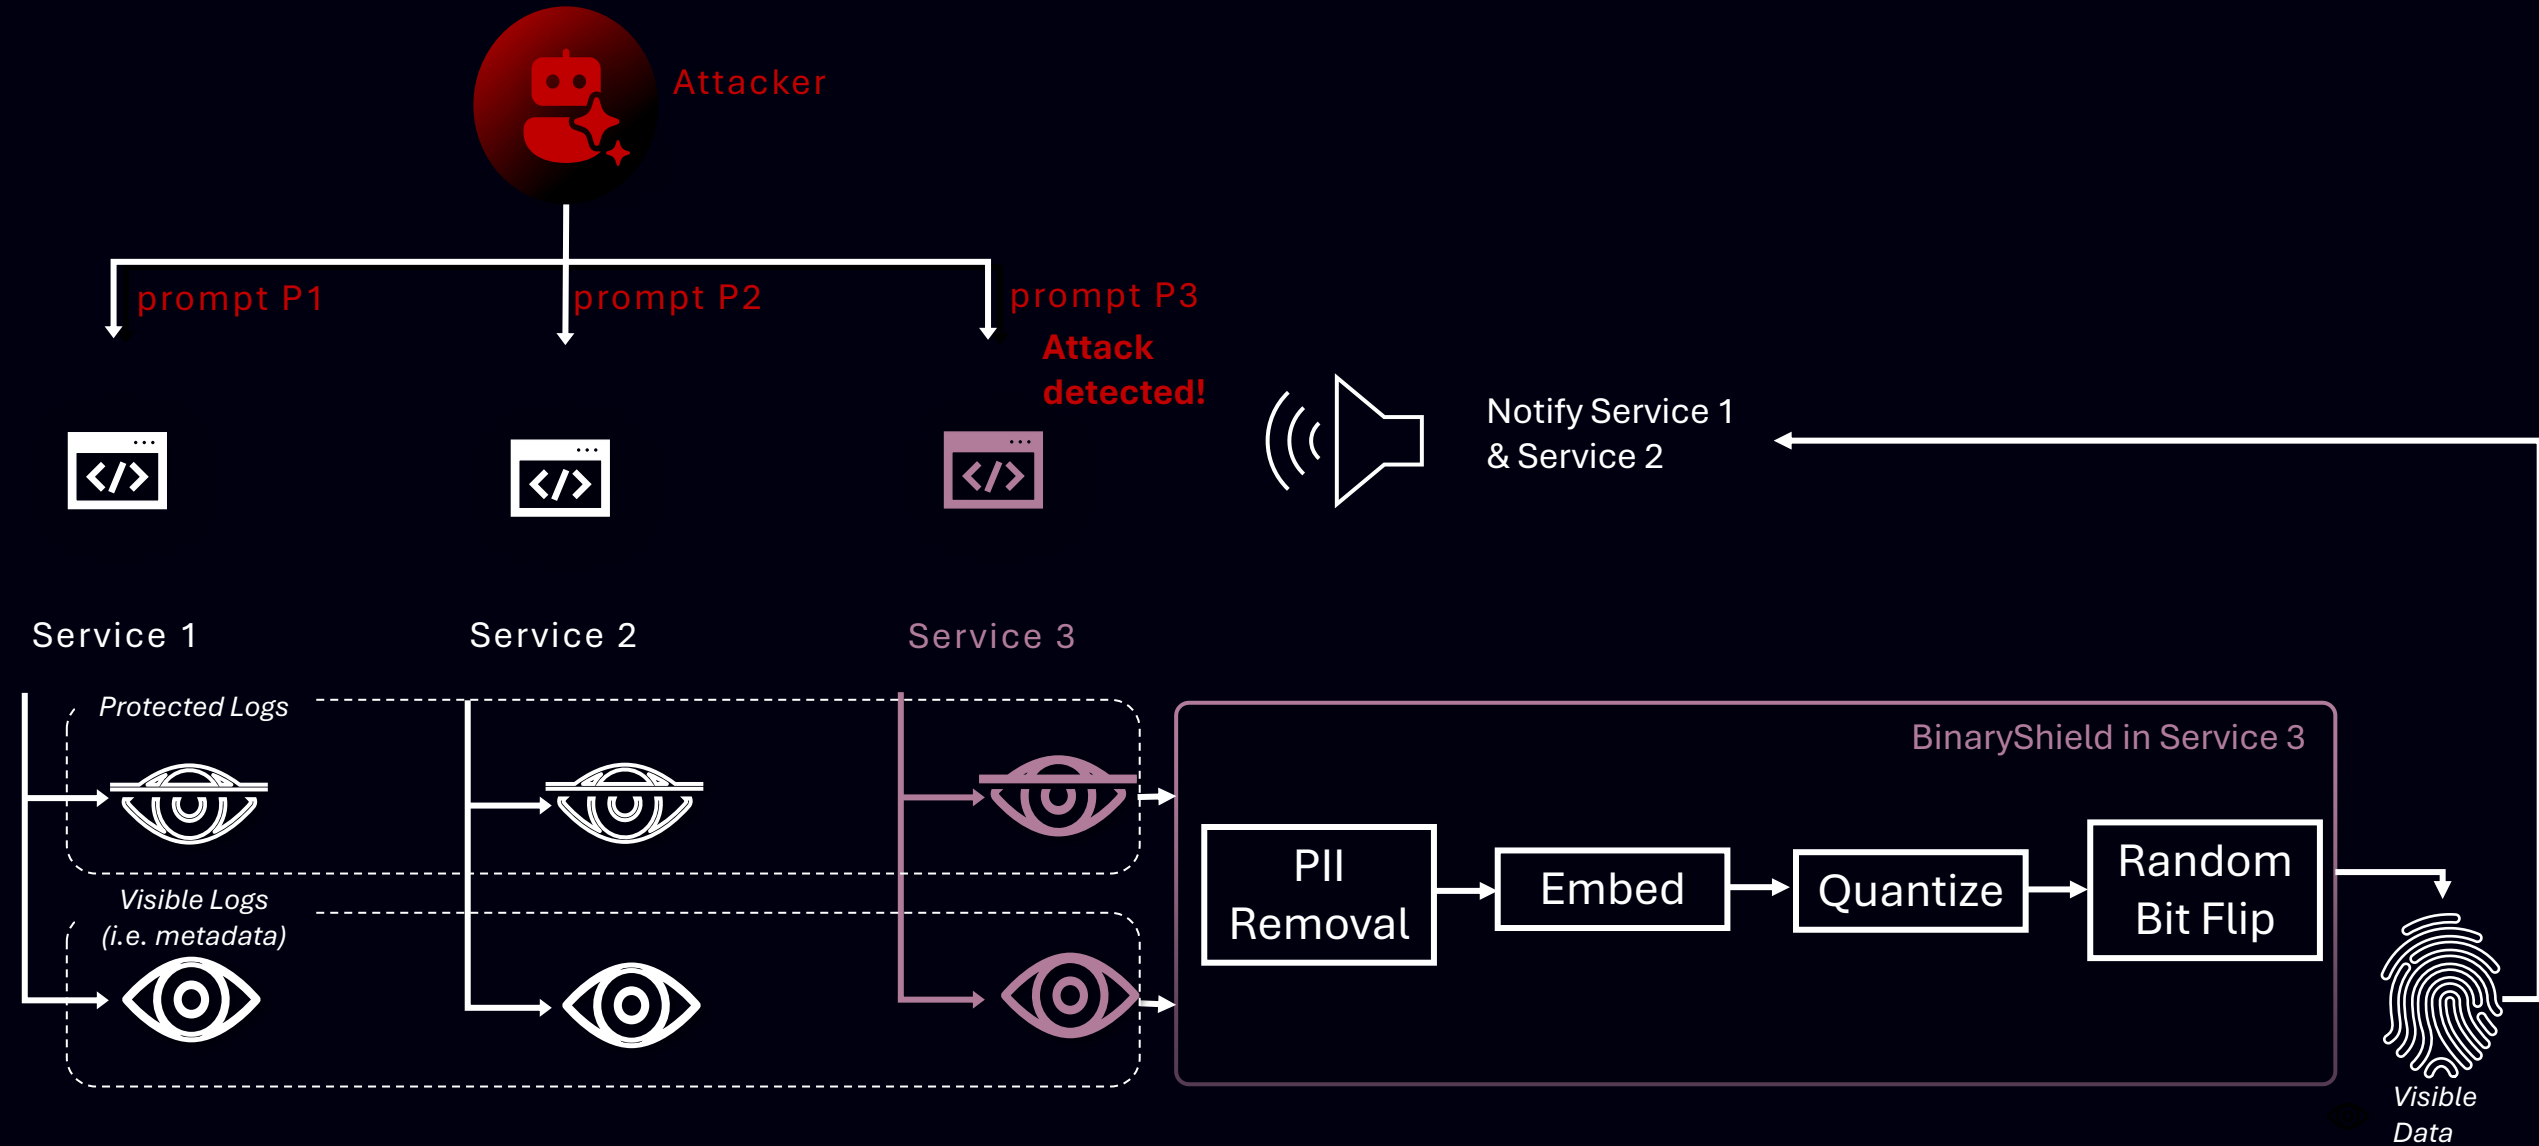 Attacker
prompt P1
prompt P2
prompt P3
Attack
detected!
Notify Service 1
& Service 2
Service 1
Service 2
Service 3
Protected Logs
Visible Logs
(i.e. metadata)
BinaryShield in Service 3
PII
Removal
Embed
Quantize
Random
Bit Flip
Visible
Data